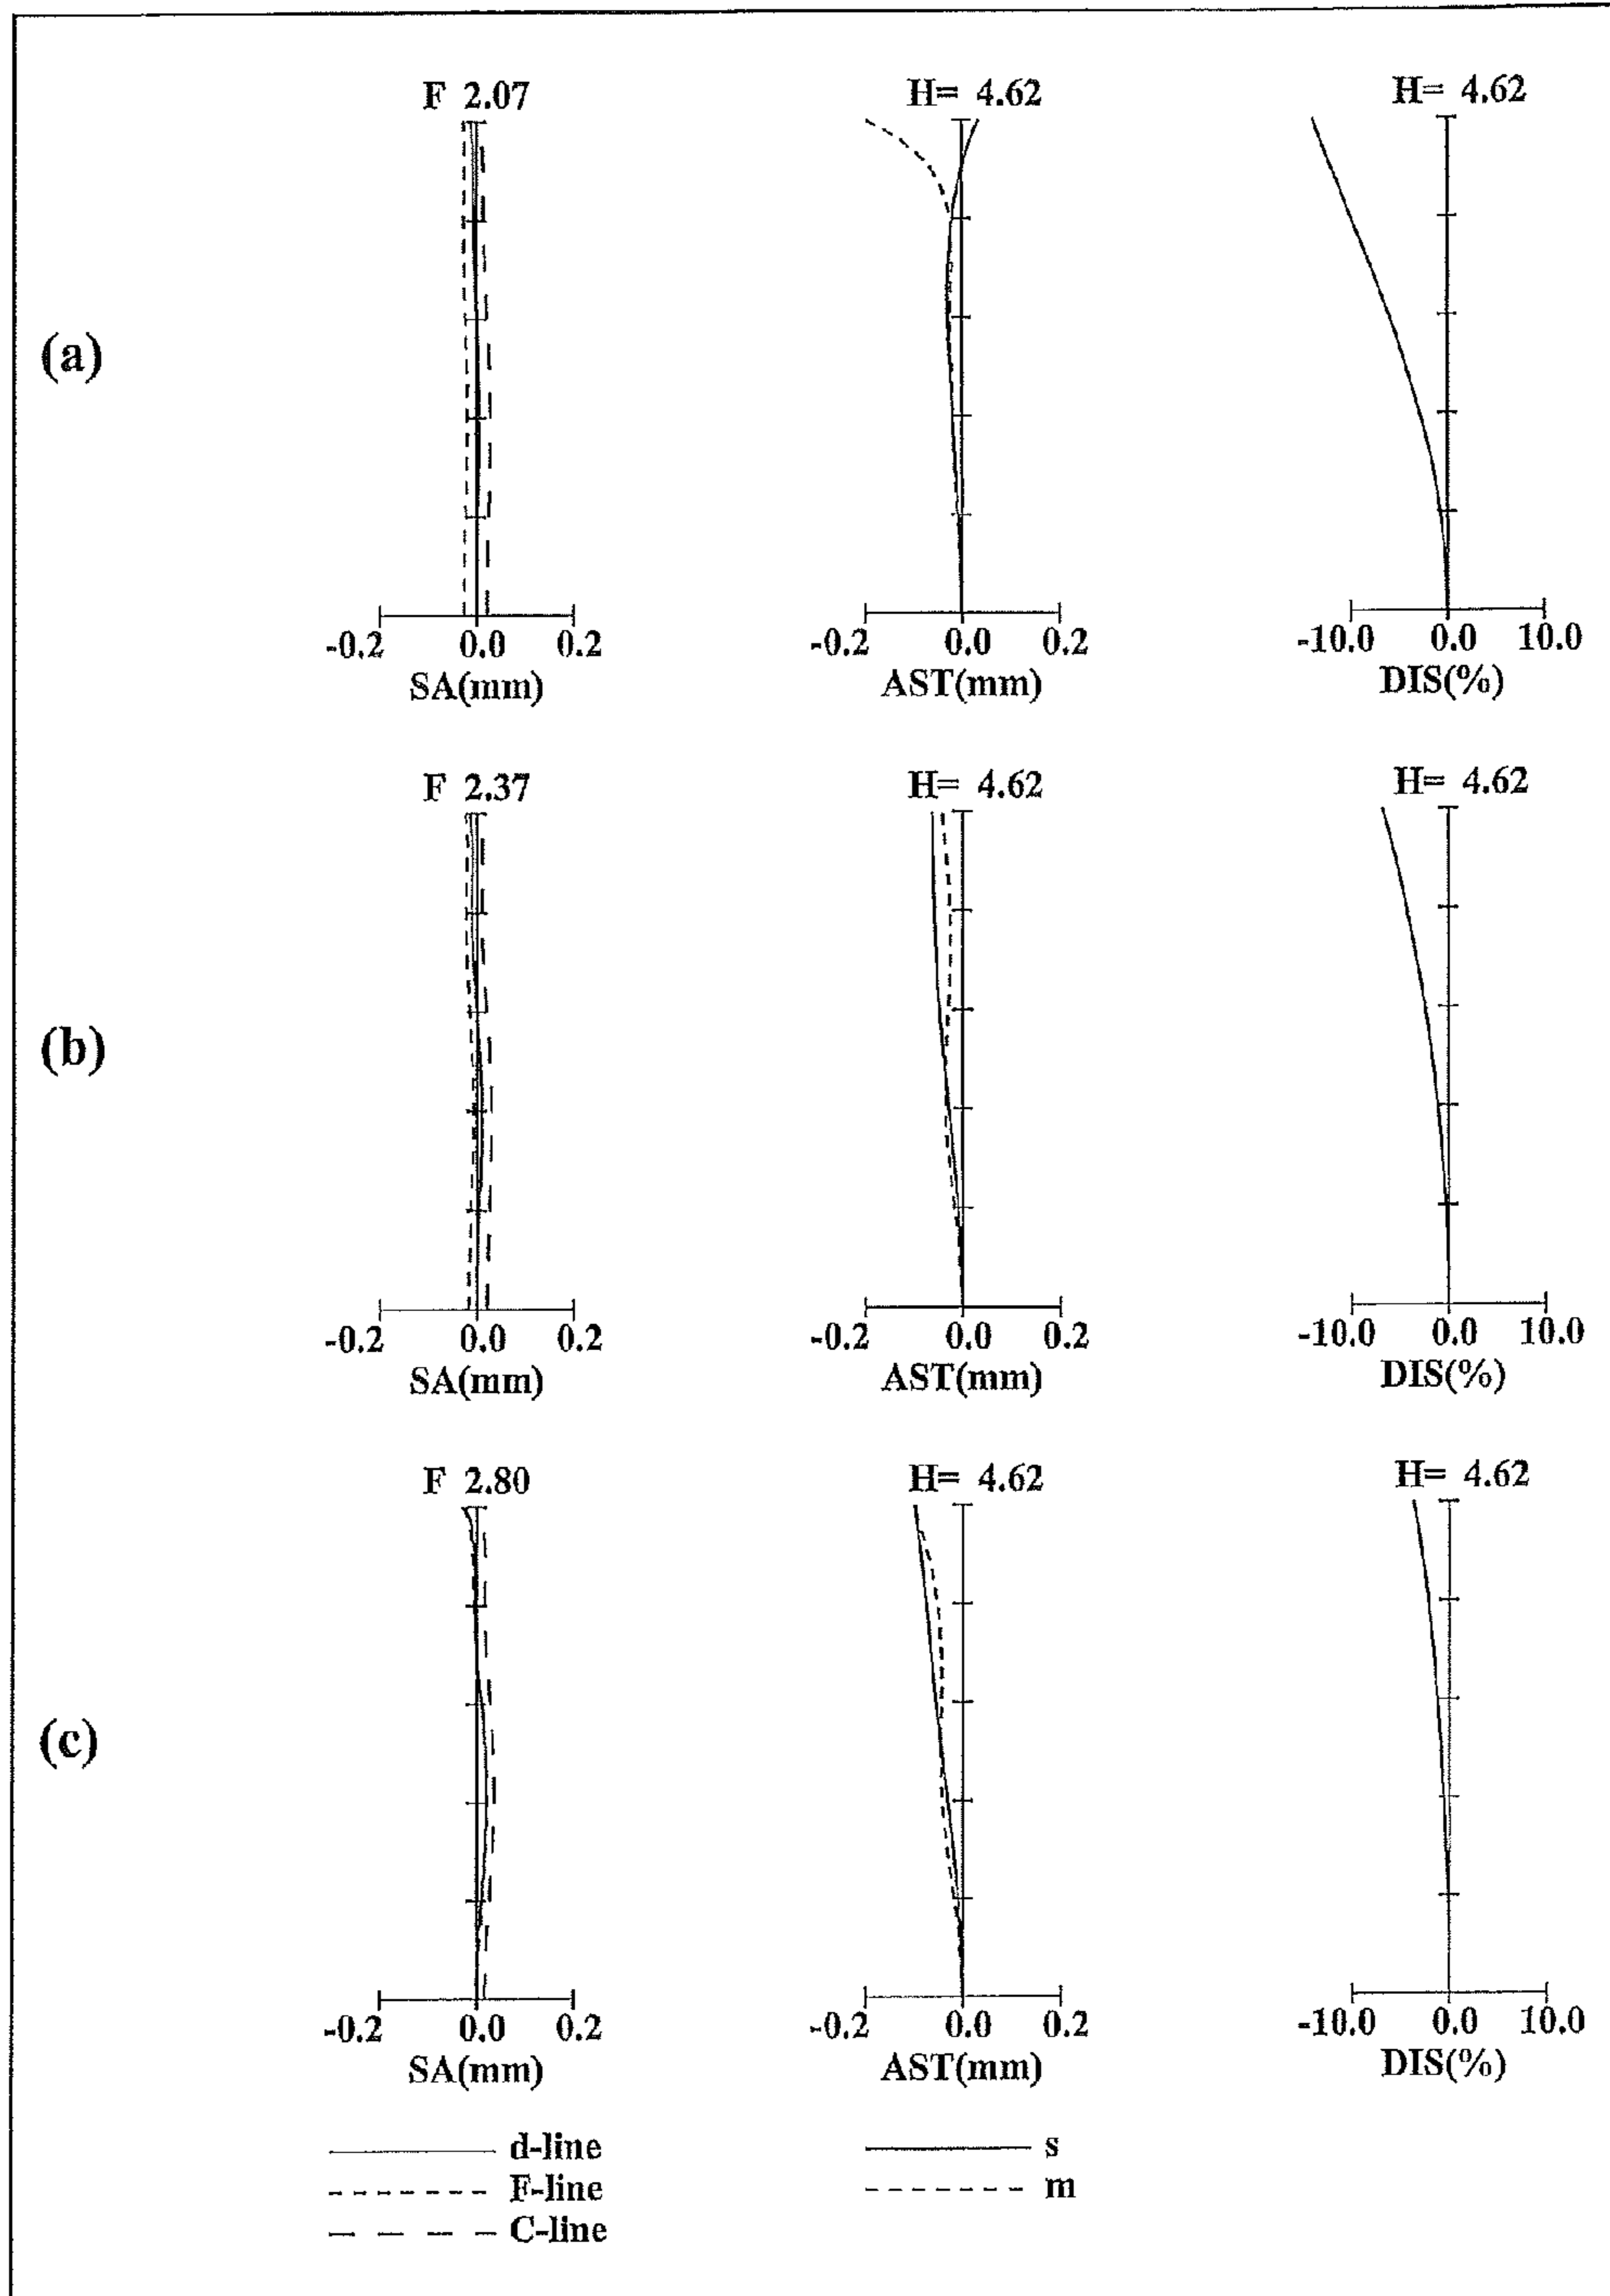 (a)
F 2.07
H= 4.62
H= 4.62
-0.2 0.0 0.2
SA(mm)
-0.2 0.0 0.2
AST(mm)
-10.0 0.0 10.0
DIS(%)
(b)
F 2.37
H= 4.62
H= 4.62
-0.2 0.0 0.2
SA(mm)
-0.2 0.0 0.2
AST(mm)
-10.0 0.0 10.0
DIS(%)
(c)
F 2.80
H= 4.62
H= 4.62
-0.2 0.0 0.2
SA(mm)
-0.2 0.0 0.2
AST(mm)
-10.0 0.0 10.0
DIS(%)
d-line
F-line
C-line
s
m